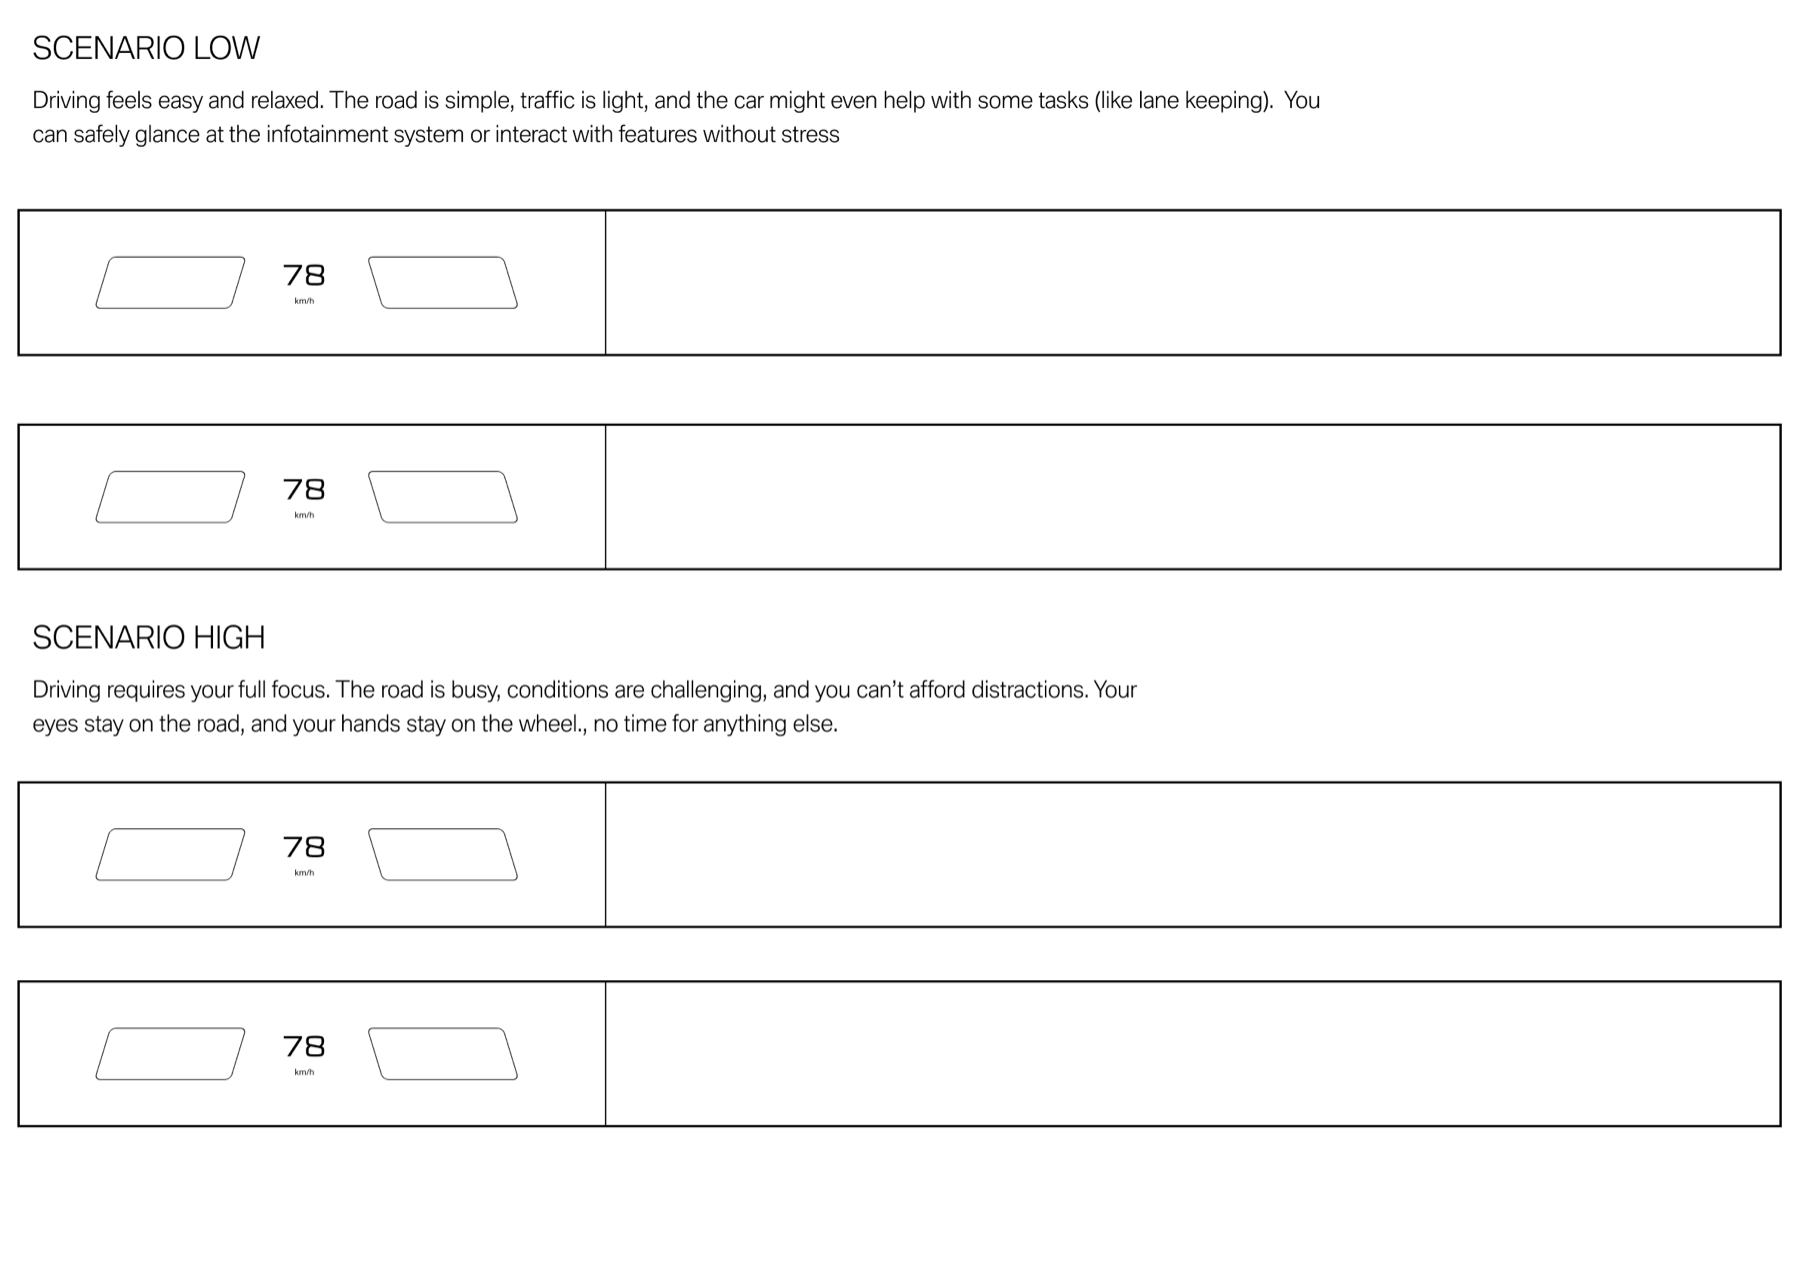 SCENARIO LOW
Driving feels easy and relaxed. The road is simple, traffic is light, and the car might even help with some tasks (like lane keeping).  You
can safely glance at the infotainment system or interact with features without stress
78
km/h
78
km/h
SCENARIO HIGH
Driving requires your full focus. The road is busy, conditions are challenging, and you can’t afford distractions. Your
eyes stay on the road, and your hands stay on the wheel., no time for anything else.
78
km/h
78
km/h